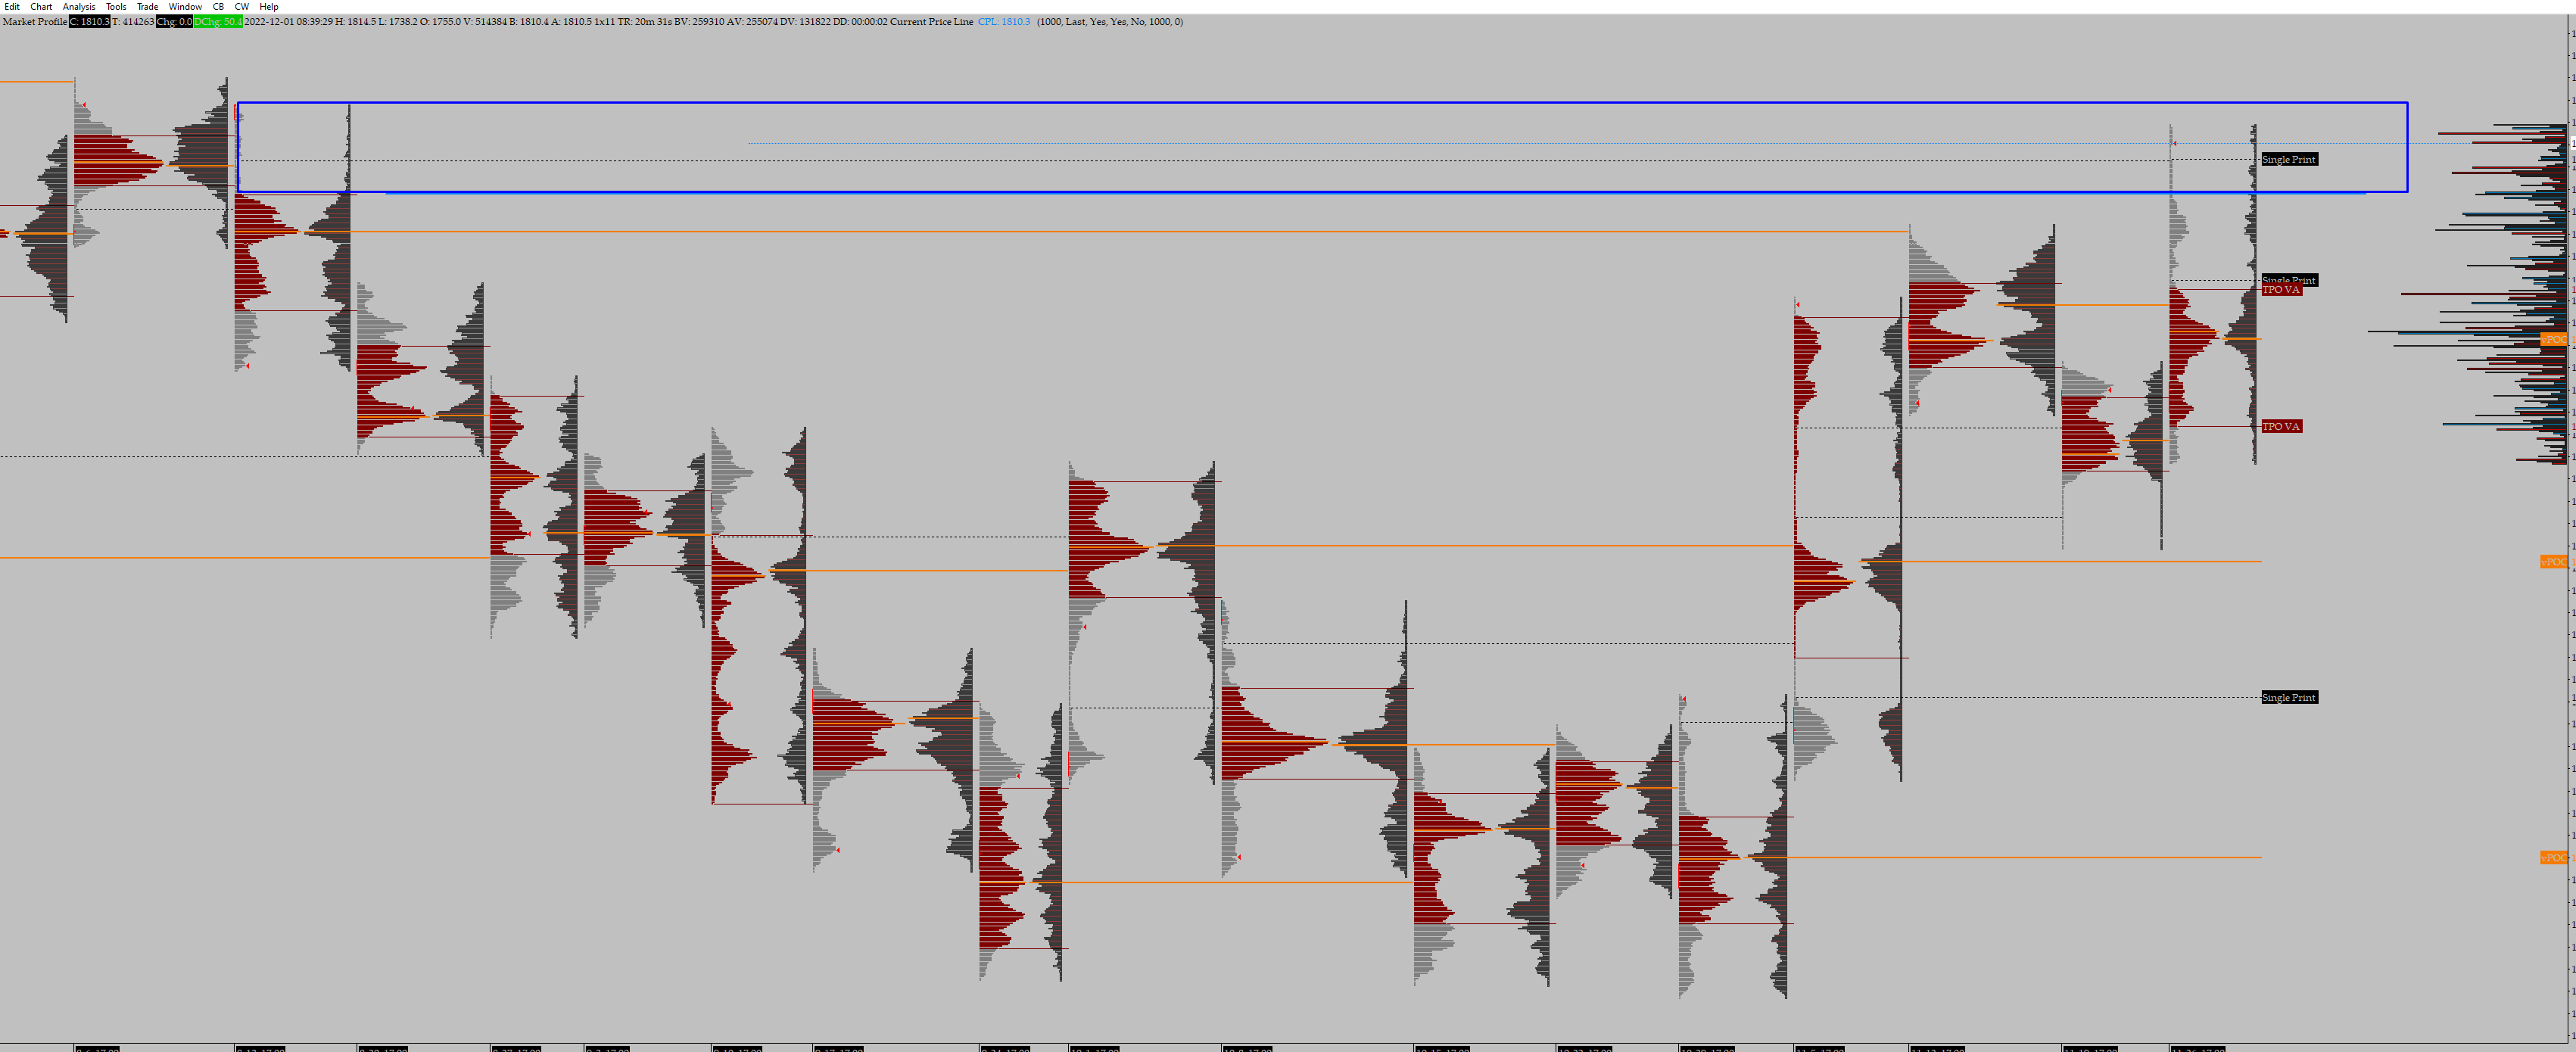 Edit Chart Analysis Tools Trade Window CB CW Help
Market Profile C: 1810.3 T: 414263 Chg: 0.0 DChg: 50.4 2022-12-01 08:39:29 H: 1814.5 L: 1738.2 O: 1755.0 V: 514384 B: 1810.4 A: 1810.5 1x11 TR: 20m 31s BV: 259310 AV: 255074 DV: 131822 DD: 00:00:02 Current Price Line CPL: 1810.3 (1000, Last, Yes, Yes, No, 1000, 0)
Single Print
Single Print
TPO VA
vPOC
TPO VA
vPOC
Single Print
vPOC